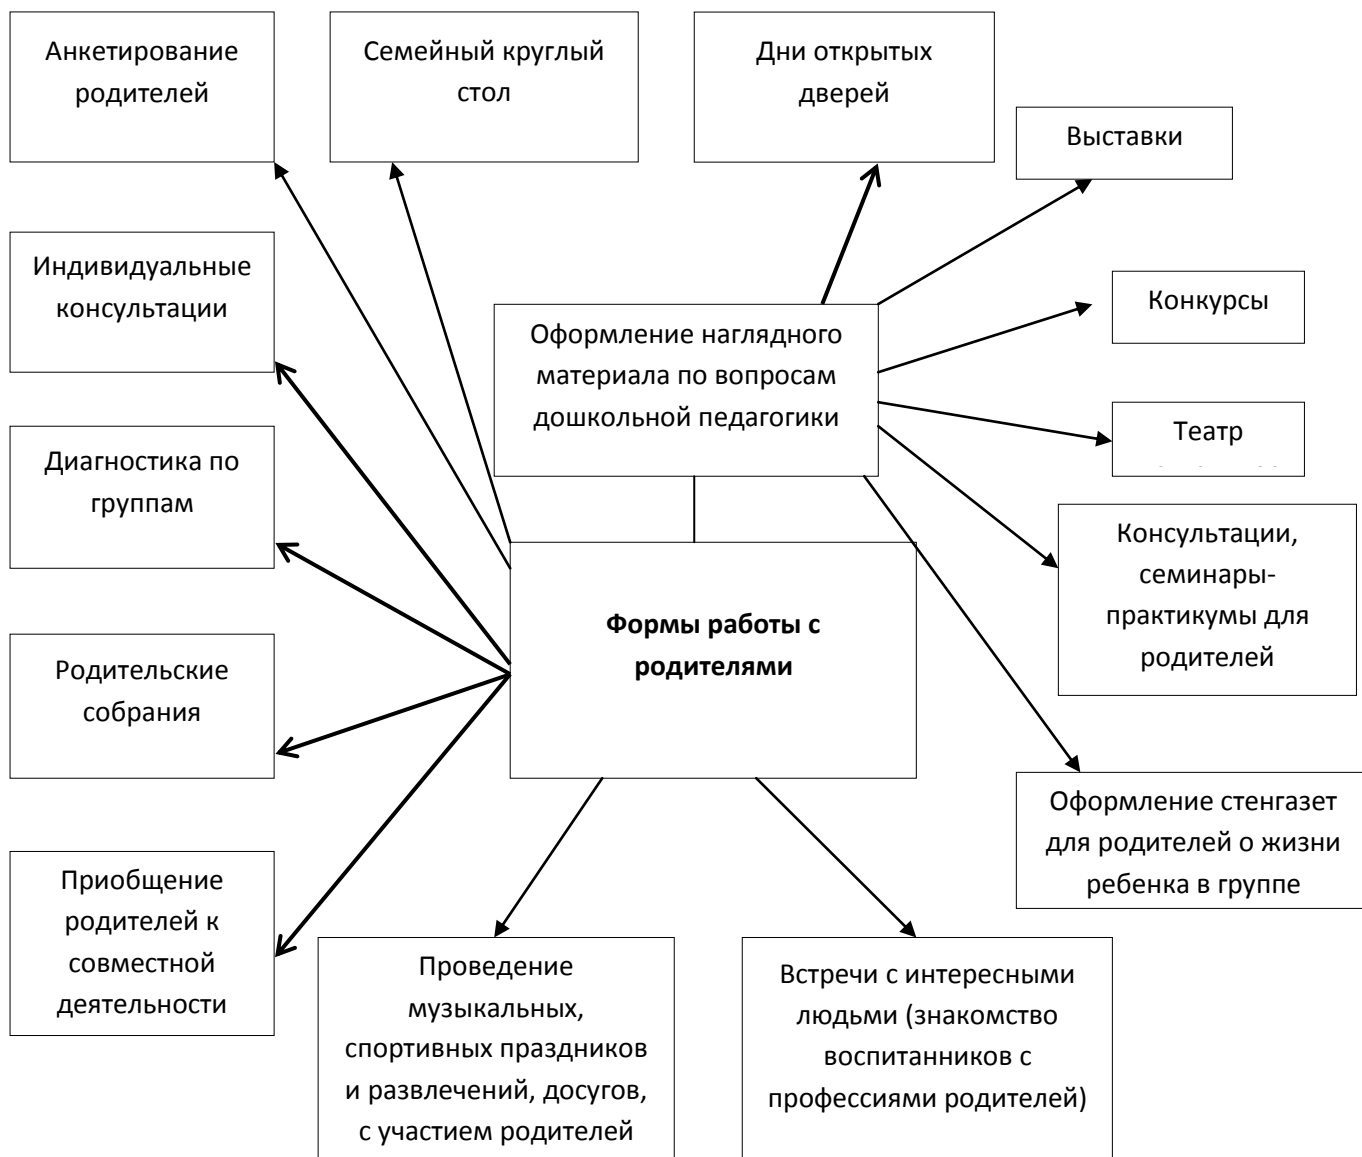 Анкетирование
родителей
Семейный круглый
стол
Дни открытых
дверей
Выставки
Индивидуальные
консультации
Конкурсы
Оформление наглядного
материала по вопросам
дошкольной педагогики
Театр
Диагностика по
группам
Консультации,
семинары-
практикумы для
родителей
Формы работы с
родителями
Родительские
собрания
Оформление стенгазет
для родителей о жизни
ребенка в группе
Приобщение
родителей к
совместной
деятельности
Проведение
музыкальных,
спортивных праздников
и развлечений, досугов,
с участием родителей
Встречи с интересными
людьми (знакомство
воспитанников с
профессиями родителей)